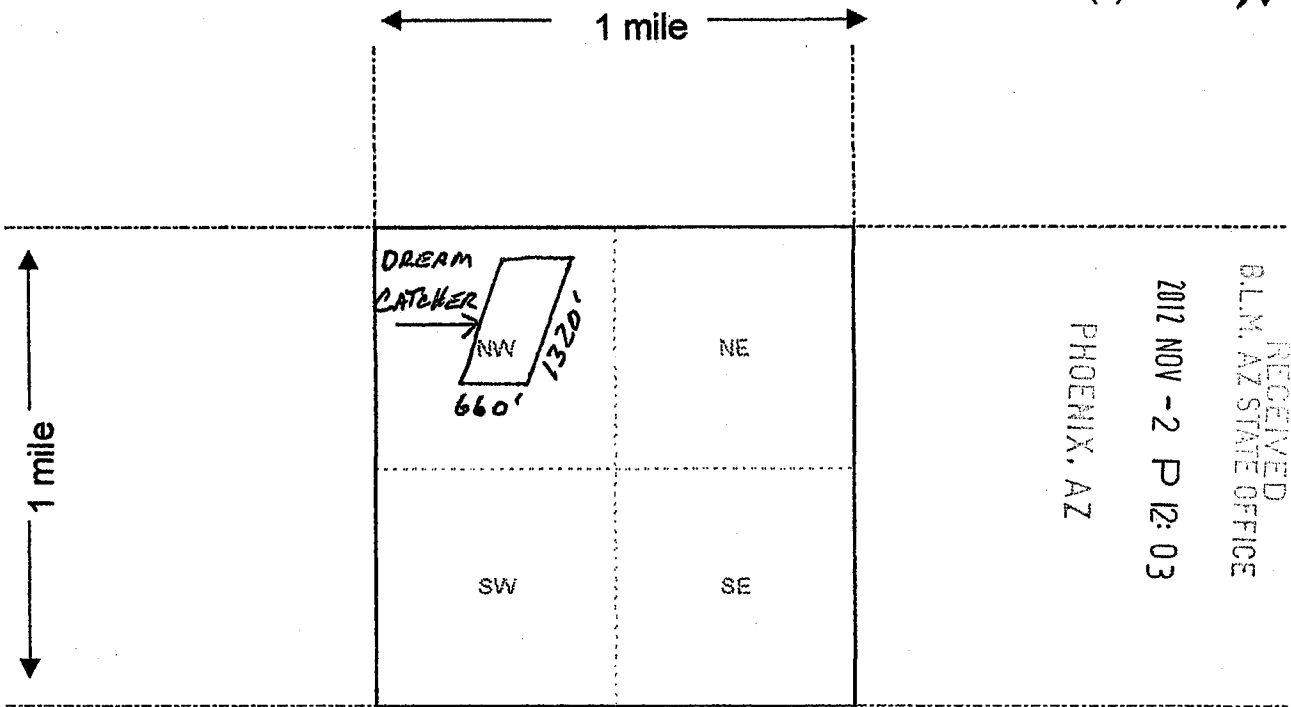 1 mile
DREAM
CATCHER
NW
1320'
660'
NE
1 mile
SW
SE
RECEIVED
B.L.M. AZ STATE OFFICE
2012 NOV -2 P 12:03
PHOENIX, AZ